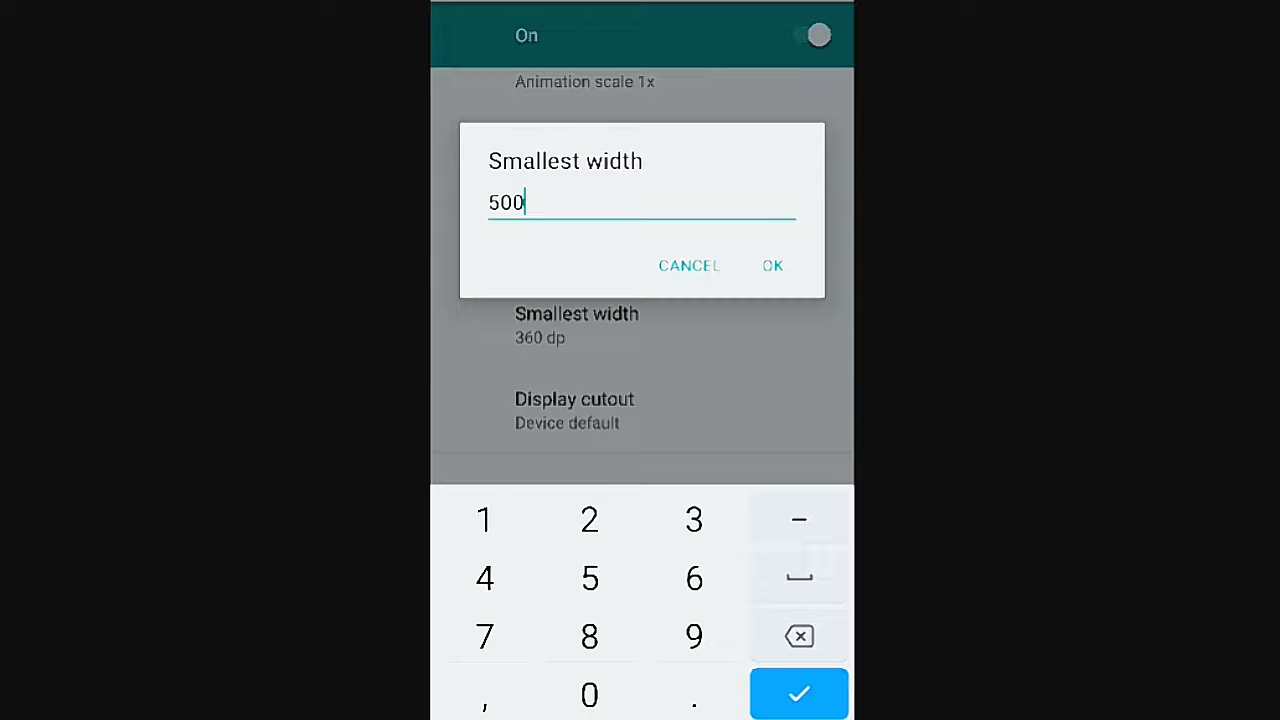 On
Animation scale 1x
Smallest width
500
CANCEL OK
Smallest width
360 dp
Display cutout
Device default
1 2 3 –
4 5 6
7 8 9
, 0 .